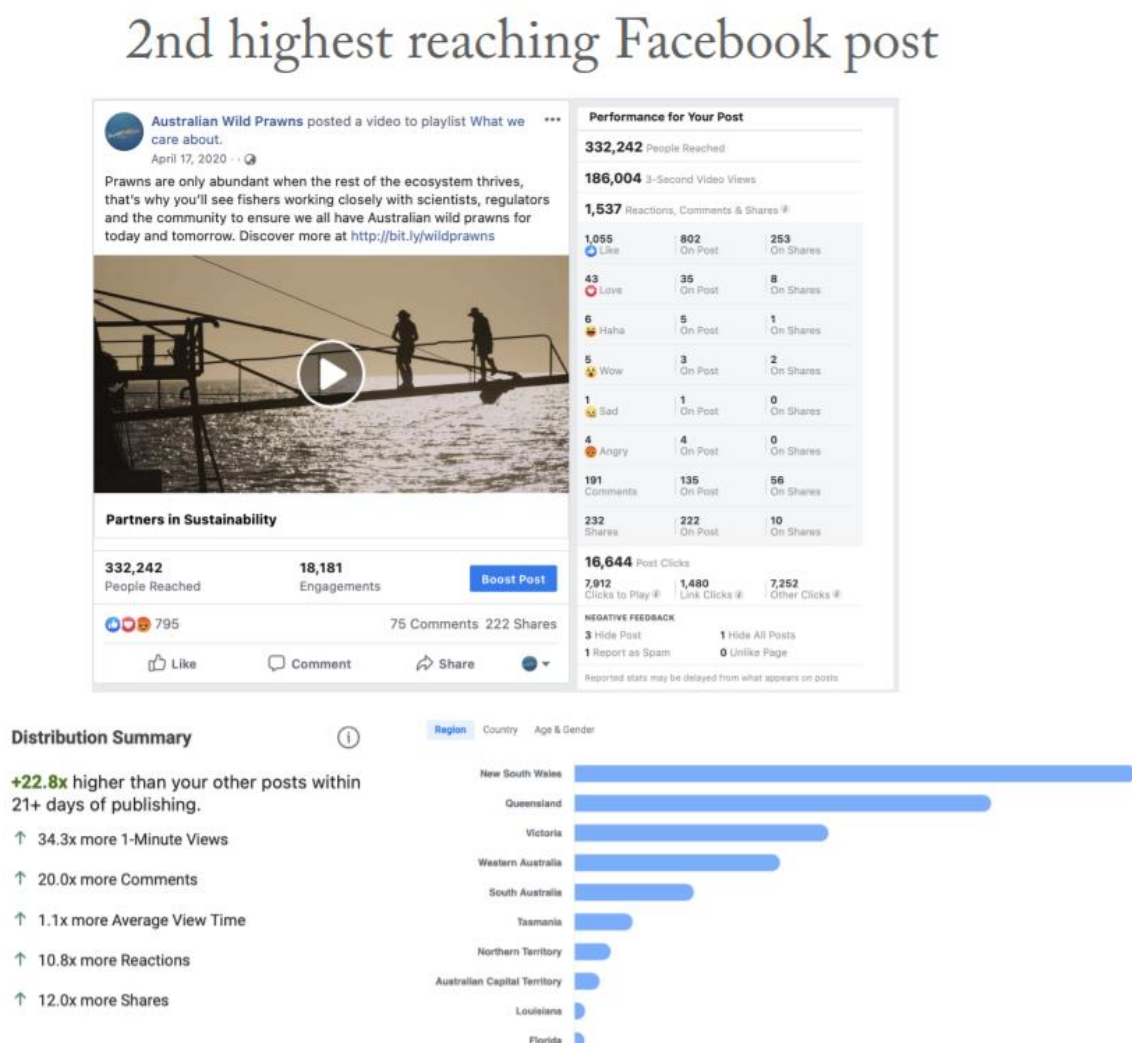 2nd highest reaching Facebook post
Australian Wild Prawns posted a video to playlist What we
care about.
April 17, 2020
Prawns are only abundant when the rest of the ecosystem thrives,
that's why you'll see fishers working closely with scientists, regulators
and the community to ensure we all have Australian wild prawns for
today and tomorrow. Discover more at http://bit.ly/wildprawns
Partners in Sustainability
332,242 18,181
People Reached Engagements Boost Post
795 75 Comments 222 Shares
Like Comment Share
Performance for Your Post
332,242 People Reached
186,004 3-Second Video Views
1,537 Reactions, Comments & Shares
1,055 802 253
Like On Post On Shares
43 35 8
Love On Post On Shares
6 5 1
Haha On Post On Shares
5 3 2
Wow On Post On Shares
1 1 0
Sad On Post On Shares
4 4 0
Angry On Post On Shares
191 135 56
Comments On Post On Shares
232 222 10
Shares On Post On Shares
16,644 Post Clicks
7,912 1,480 7,252
Clicks to Play Link Clicks Other Clicks
NEGATIVE FEEDBACK
3 Hide Post 1 Hide All Posts
1 Report as Spam 0 Unlike Page
Reported stats may be delayed from what appears on posts
Distribution Summary
+22.8x higher than your other posts within
21+ days of publishing.
34.3x more 1-Minute Views
20.0x more Comments
1.1x more Average View Time
10.8x more Reactions
12.0x more Shares
Region Country Age & Gender
New South Wales
Queensland
Victoria
Western Australia
South Australia
Tasmania
Northern Territory
Australian Capital Territory
Louisiana
Florida